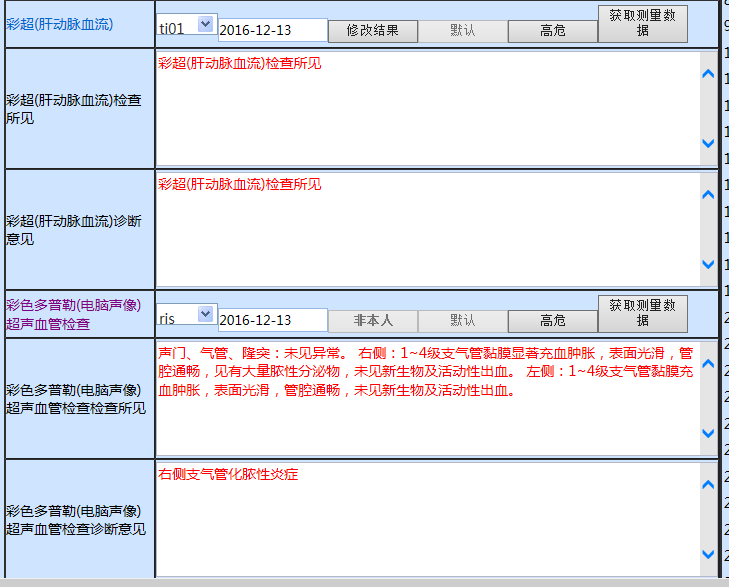 彩超(肝动脉血流)
ti01
2016-12-13
修改结果
默认
高危
获取测量数
据
彩超(肝动脉血流)检查
所见
彩超(肝动脉血流)检查所见
彩超(肝动脉血流)诊断
意见
彩超(肝动脉血流)检查所见
彩色多普勒(电脑声像)
超声血管检查
ris
2016-12-13
非本人
默认
高危
获取测量数
据
彩色多普勒(电脑声像)
超声血管检查检查所见
声门、气管、隆突：未见异常。 右侧：1~4级支气管黏膜显著充血肿胀，表面光滑，管
腔通畅，见有大量脓性分泌物，未见新生物及活动性出血。 左侧：1~4级支气管黏膜充
血肿胀，表面光滑，管腔通畅，未见新生物及活动性出血。
彩色多普勒(电脑声像)
超声血管检查诊断意见
右侧支气管化脓性炎症